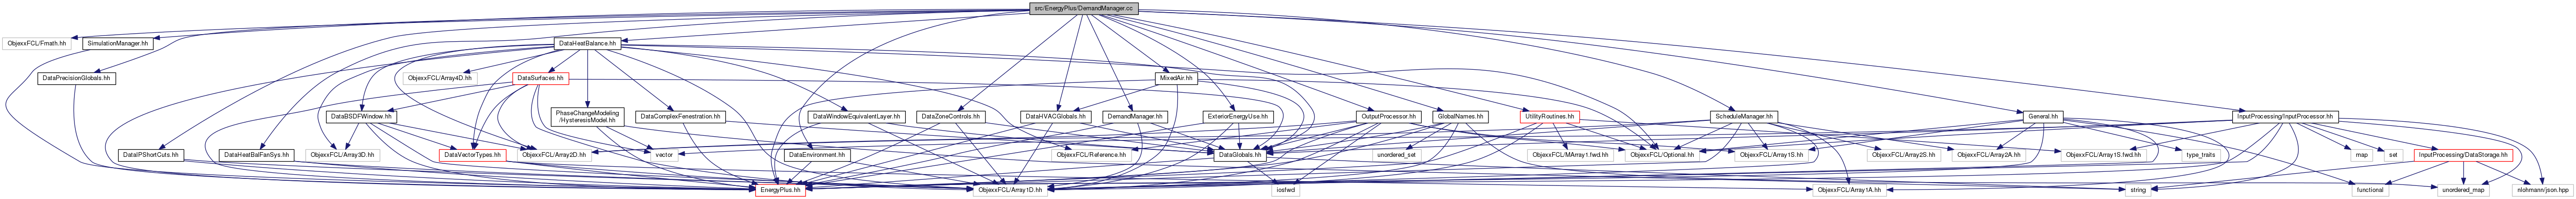 src/EnergyPlus/DemandManager.cc
ObjexxFCL/Fmath.hh
SimulationManager.hh
DataHeatBalance.hh
DataPrecisionGlobals.hh
ObjexxFCL/Array4D.hh
DataSurfaces.hh
MixedAir.hh
DataBSDFWindow.hh
PhaseChangeModeling
/HysteresisModel.hh
DataComplexFenestration.hh
DataWindowEquivalentLayer.hh
DataZoneControls.hh
DataHVACGlobals.hh
DemandManager.hh
ExteriorEnergyUse.hh
OutputProcessor.hh
GlobalNames.hh
UtilityRoutines.hh
ScheduleManager.hh
General.hh
InputProcessing/InputProcessor.hh
DataIPShortCuts.hh
DataHeatBalFanSys.hh
ObjexxFCL/Array3D.hh
DataVectorTypes.hh
ObjexxFCL/Array2D.hh
vector
DataEnvironment.hh
ObjexxFCL/Reference.hh
DataGlobals.hh
unordered_set
ObjexxFCL/MArray1.fwd.hh
ObjexxFCL/Optional.hh
ObjexxFCL/Array1S.hh
ObjexxFCL/Array2S.hh
ObjexxFCL/Array2A.hh
ObjexxFCL/Array1S.fwd.hh
type_traits
map
set
InputProcessing/DataStorage.hh
EnergyPlus.hh
ObjexxFCL/Array1D.hh
iosfwd
ObjexxFCL/Array1A.hh
string
functional
unordered_map
nlohmann/json.hpp